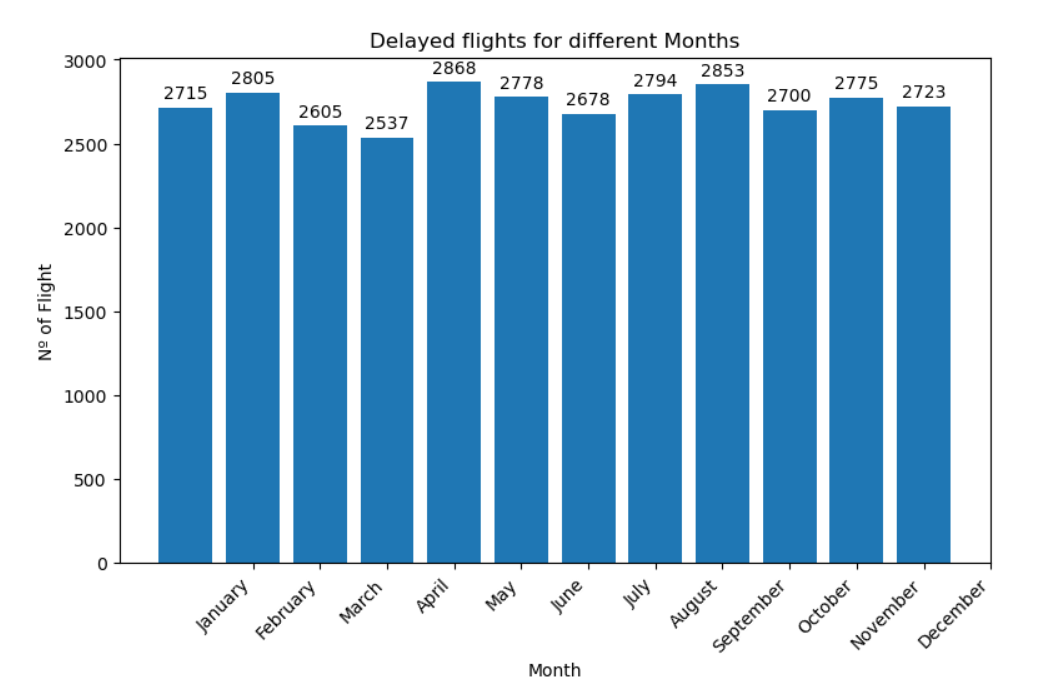 Delayed flights for different Months
3000
2500
2000
1500
1000
500
0
Nº of Flight
2715
2805
2605
2537
2868
2778
2678
2794
2853
2700
2775
2723
January
February
March
April
May
June
July
August
September
October
November
December
Month